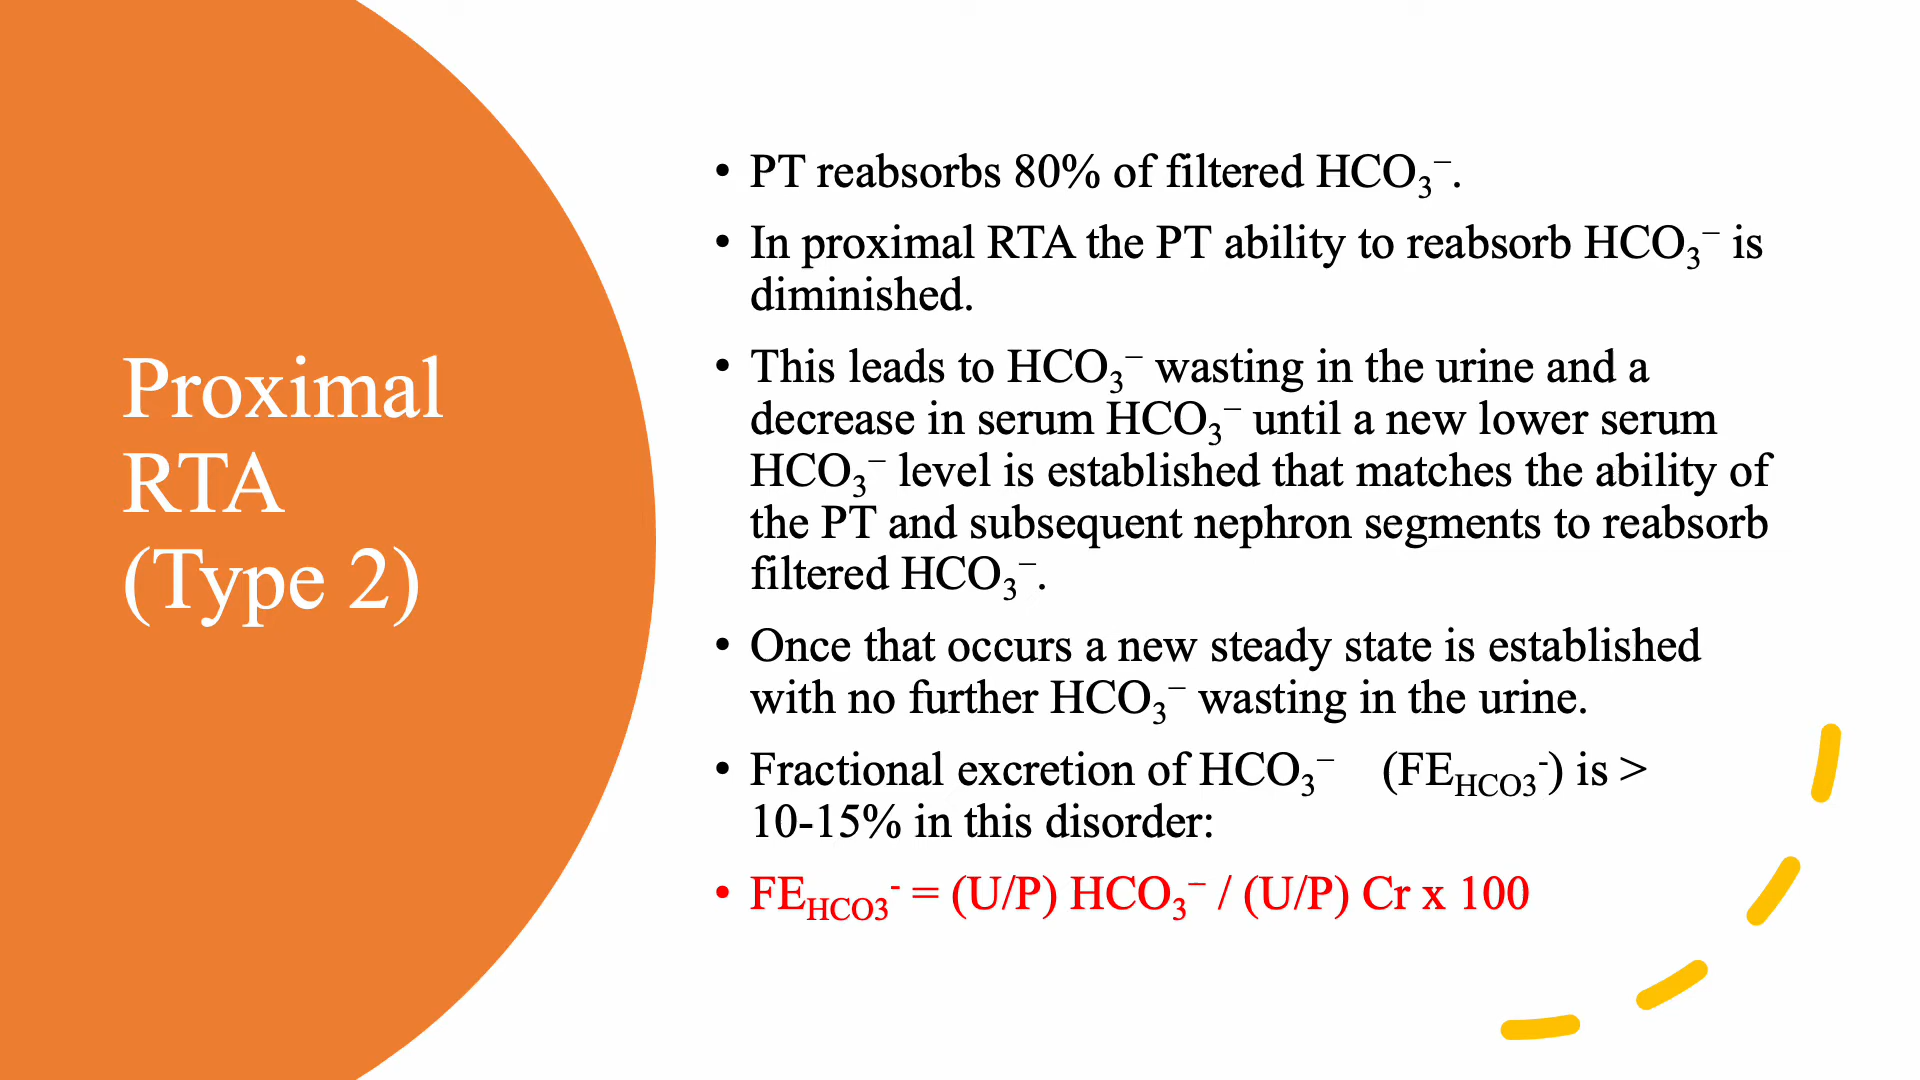 Proximal
RTA
(Type 2)
• PT reabsorbs 80% of filtered HCO₃⁻.
• In proximal RTA the PT ability to reabsorb HCO₃⁻ is
diminished.
• This leads to HCO₃⁻ wasting in the urine and a
decrease in serum HCO₃⁻ until a new lower serum
HCO₃⁻ level is established that matches the ability of
the PT and subsequent nephron segments to reabsorb
filtered HCO₃⁻.
• Once that occurs a new steady state is established
with no further HCO₃⁻ wasting in the urine.
• Fractional excretion of HCO₃⁻ (FEHCO3⁻) is >
10-15% in this disorder:
• FEHCO3⁻ = (U/P) HCO₃⁻ / (U/P) Cr x 100